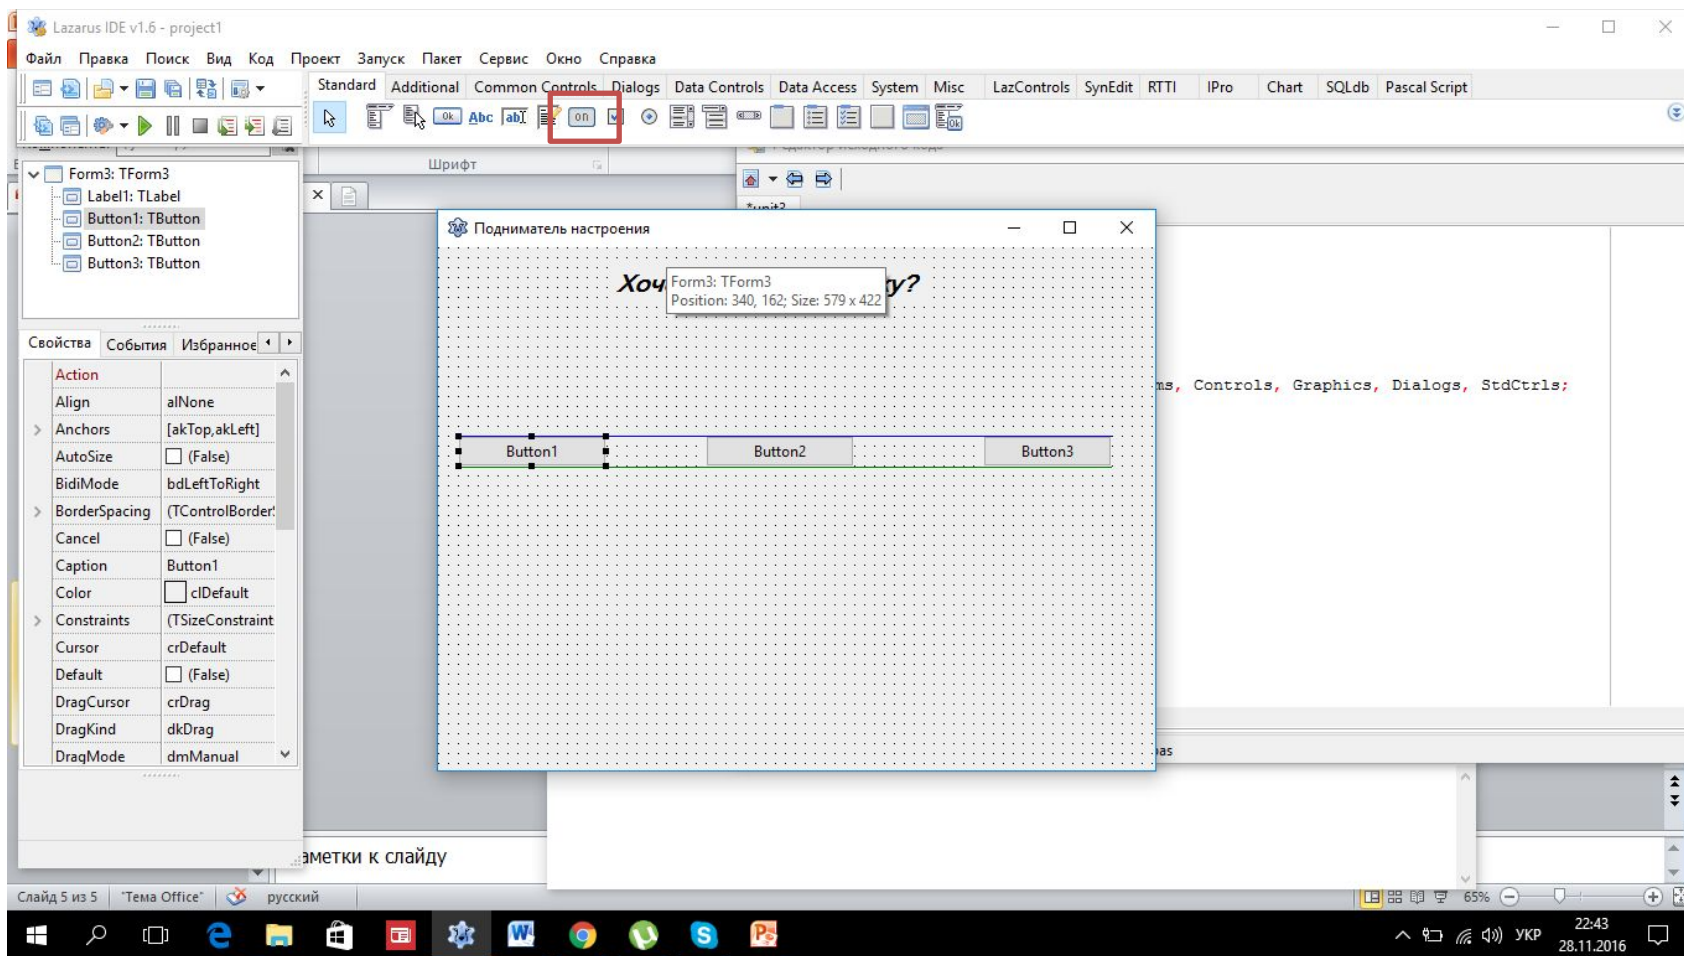 Lazarus IDE v1.6 - project1
Файл Правка Поиск Вид Код Проект Запуск Пакет Сервис Окно Справка
Standard Additional Common Controls Dialogs Data Controls Data Access System Misc LazControls SynEdit RTTI IPro Chart SQLdb Pascal Script
Ok Abc abI on Ok
Шрифт
Form3: TForm3
Label1: TLabel
Button1: TButton
Button2: TButton
Button3: TButton
*unit3
Подниматель настроения
Form3: TForm3
Position: 340, 162; Size: 579 x 422
Свойства События Избранное
Action
Align alNone
Anchors [akTop,akLeft]
AutoSize (False)
BidiMode bdLeftToRight
BorderSpacing (TControlBorder
Cancel (False)
Caption Button1
Color clDefault
Constraints (TSizeConstraint
Cursor crDefault
Default (False)
DragCursor crDrag
DragKind dkDrag
DragMode dmManual
, Controls, Graphics, Dialogs, StdCtrls;
Button1 Button2 Button3
аметки к слайду
Слайд 5 из 5 "Тема Office" русский 65%
УКР 22:43
28.11.2016